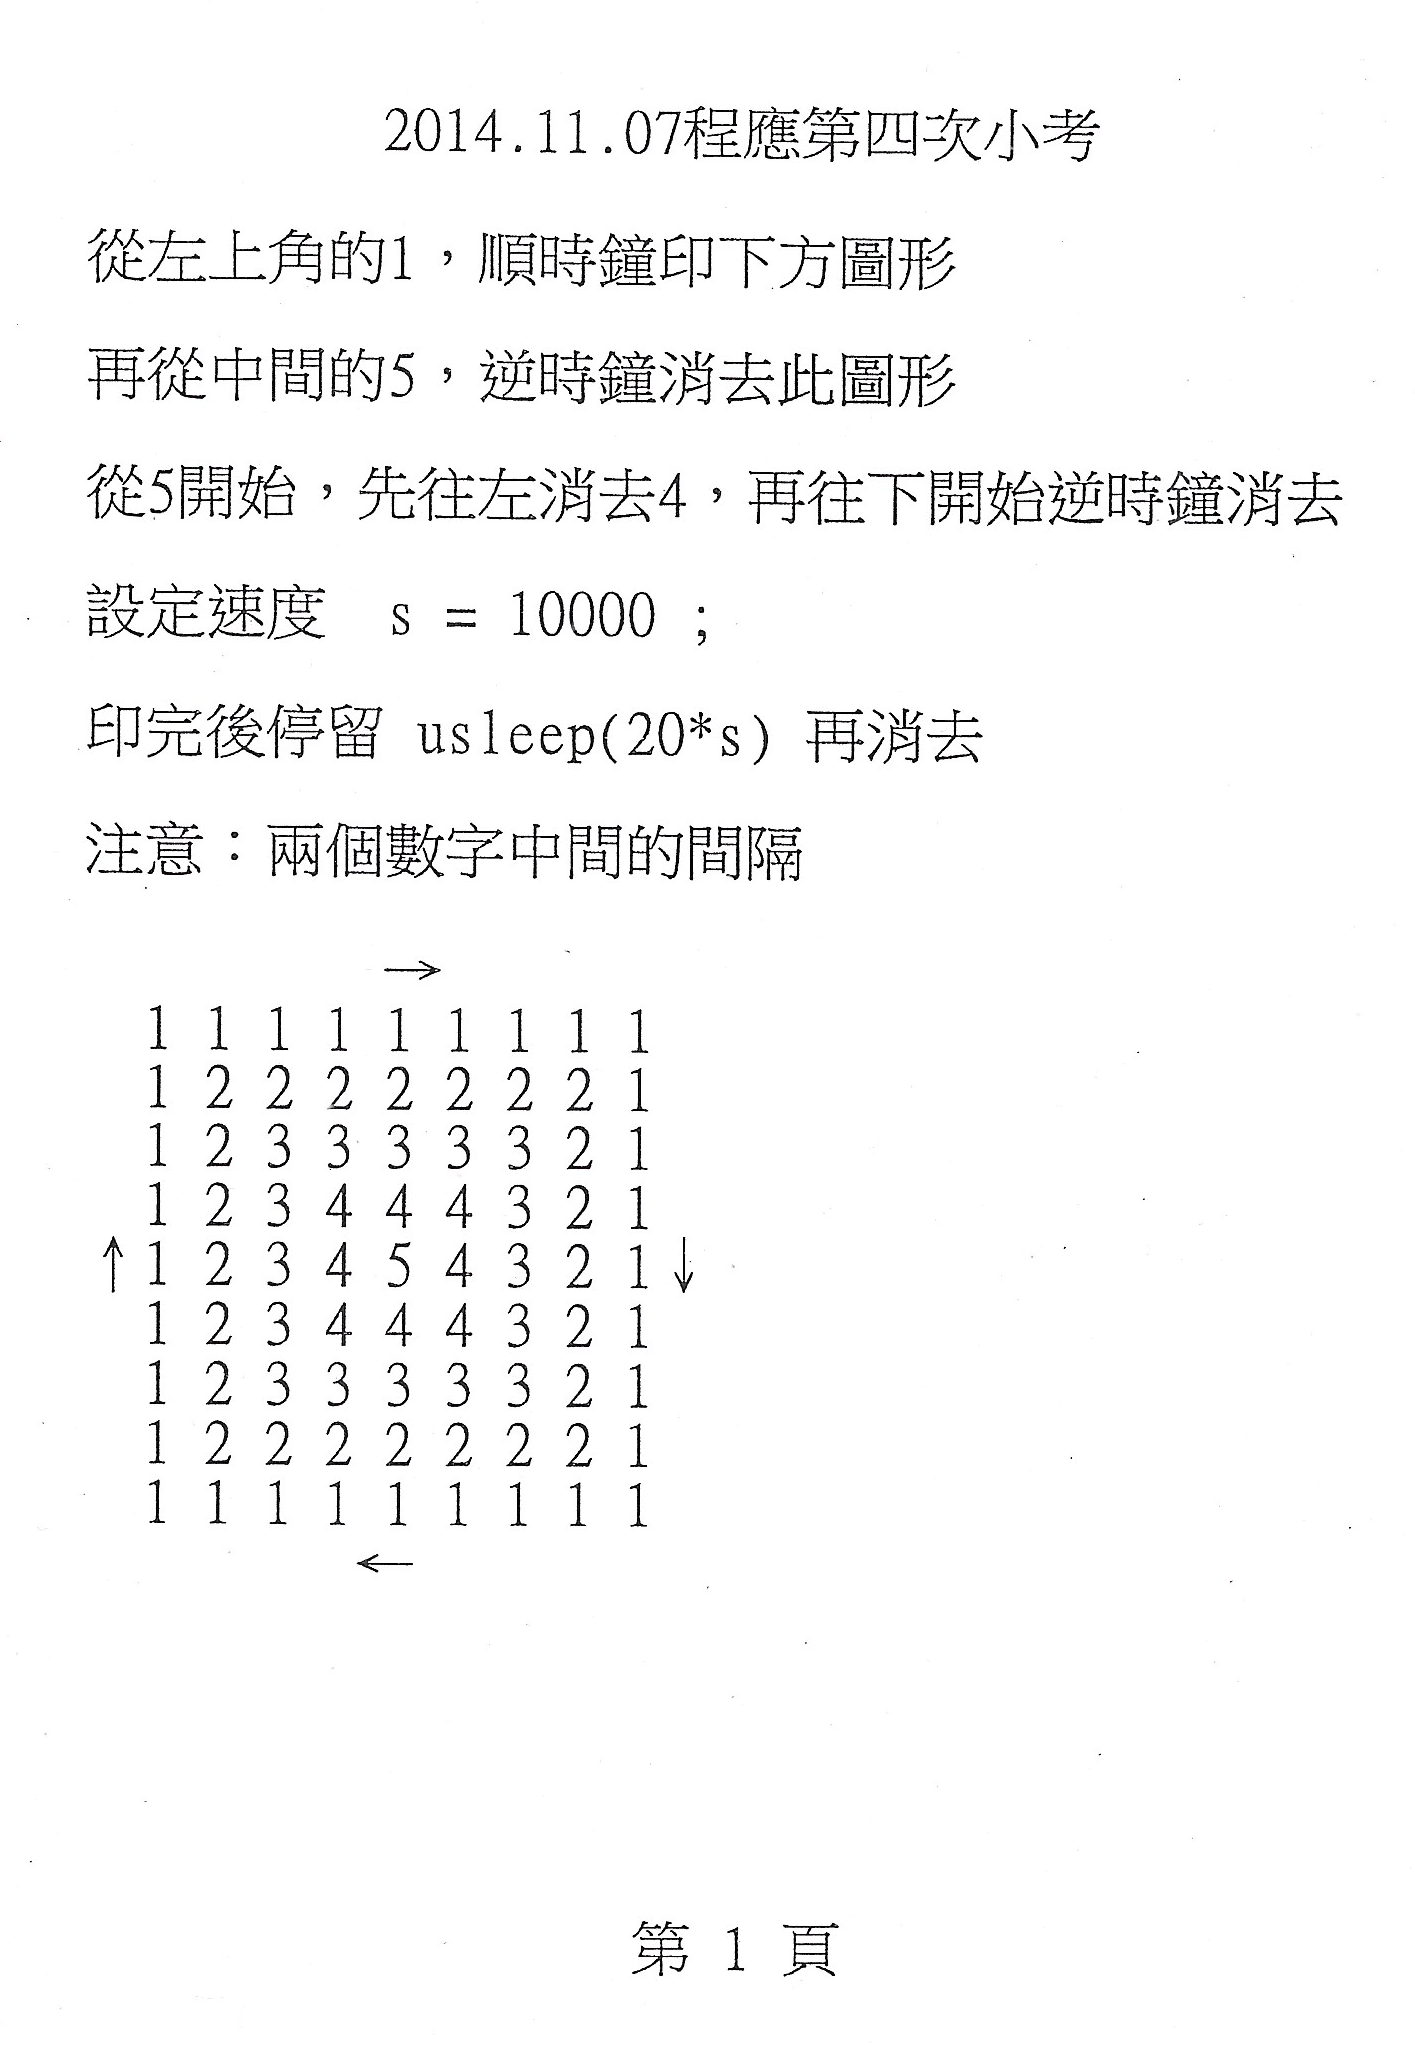 2014.11.07程應第四次小考
從左上角的1，順時鐘印下方圖形
再從中間的5，逆時鐘消去此圖形
從5開始，先往左消去4，再往下開始逆時鐘消去
設定速度 s = 10000 ;
印完後停留 usleep(20*s) 再消去
注意：兩個數字中間的間隔
→
1 1 1 1 1 1 1 1 1
1 2 2 2 2 2 2 2 1
1 2 3 3 3 3 3 2 1
1 2 3 4 4 4 3 2 1
↑ 1 2 3 4 5 4 3 2 1 ↓
1 2 3 4 4 4 3 2 1
1 2 3 3 3 3 3 2 1
1 2 2 2 2 2 2 2 1
1 1 1 1 1 1 1 1 1
←
第 1 頁